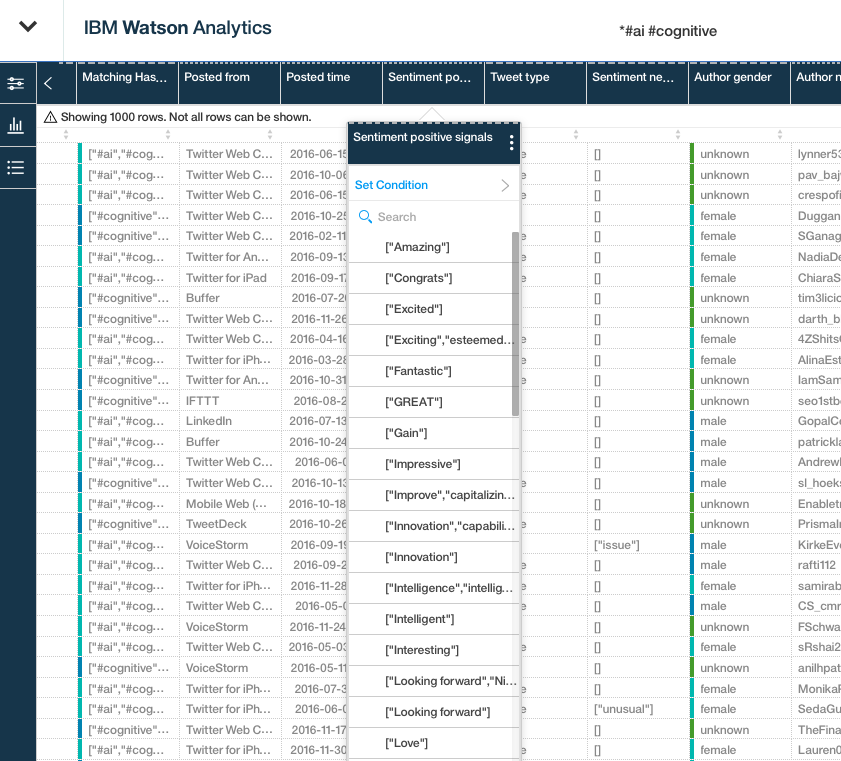 IBM Watson Analytics
*#ai #cognitive
Matching Has... Posted from Posted time Sentiment po... Tweet type Sentiment ne... Author gender Author
Showing 1000 rows. Not all rows can be shown.
["#ai","#cog... Twitter Web C... 2016-06-15 [] unknown lynner53
["#ai","#cog... Twitter Web C... 2016-10-06 [] unknown pav_baj
["#ai","#cog... Twitter Web C... 2016-06-15 [] unknown crespofi
["#cognitive"... Twitter Web C... 2016-10-25 [] female Duggan
["#cognitive"... Twitter Web C... 2016-02-11 [] female SGanag
["#ai","#cog... Twitter for An... 2016-09-13 [] female NadiaDe
["#ai","#cog... Twitter for iPad 2016-09-17 [] female ChiaraS
["#cognitive"... Buffer 2016-07-2 [] unknown tim3licio
["#cognitive"... Twitter Web C... 2016-11-26 [] unknown darth_b
["#ai","#cog... Twitter Web C... 2016-04-16 [] female 4ZShits
["#ai","#cog... Twitter for iPh... 2016-03-28 [] female AlinaEst
["#cognitive"... Twitter for An... 2016-10-31 [] unknown IamSam
["#cognitive"... IFTTT 2016-08-2 [] unknown seo1stb
["#ai","#cog... LinkedIn 2016-07-13 [] male GopalC
["#ai","#cog... Buffer 2016-10-24 [] male patrickla
["#ai","#cog... Twitter Web C... 2016-06-0 [] male Andrew
["#cognitive"... Twitter Web C... 2016-10-13 [] male sl_hoeks
["#ai","#cog... Mobile Web (... 2016-10-18 [] unknown Enablet
["#cognitive"... TweetDeck 2016-10-26 [] unknown Prisma
["#ai","#cog... VoiceStorm 2016-09-19 ["issue"] male KirkeEv
["#ai","#cog... Twitter Web C... 2016-09-2 [] male rafti112
["#ai","#cog... Twitter for iPh... 2016-11-28 [] female samirab
["#ai","#cog... Twitter Web C... 2016-05-0 [] male CS_cmr
["#ai","#cog... VoiceStorm 2016-11-24 [] unknown FSchwa
["#ai","#cog... Twitter Web C... 2016-05-03 [] female sRshai2
["#cognitive"... VoiceStorm 2016-05-11 [] unknown anilhpat
["#ai","#cog... Twitter for iPh... 2016-07-3 [] female Monika
["#ai","#cog... Twitter for iPh... 2016-06-0 ["unusual"] female SedaGu
["#cognitive"... Twitter Web C... 2016-11-17 [] unknown TheFina
["#ai","#cog... Twitter for iPh... 2016-11-30 [] female Lauren
Sentiment positive signals
Set Condition
Search
["Amazing"]
["Congrats"]
["Excited"]
["Exciting","esteemed...
["Fantastic"]
["GREAT"]
["Gain"]
["Impressive"]
["Improve","capitalizin...
["Innovation","capabili...
["Innovation"]
["Intelligence","intellig...
["Intelligent"]
["Interesting"]
["Looking forward","Ni...
["Looking forward"]
["Love"]